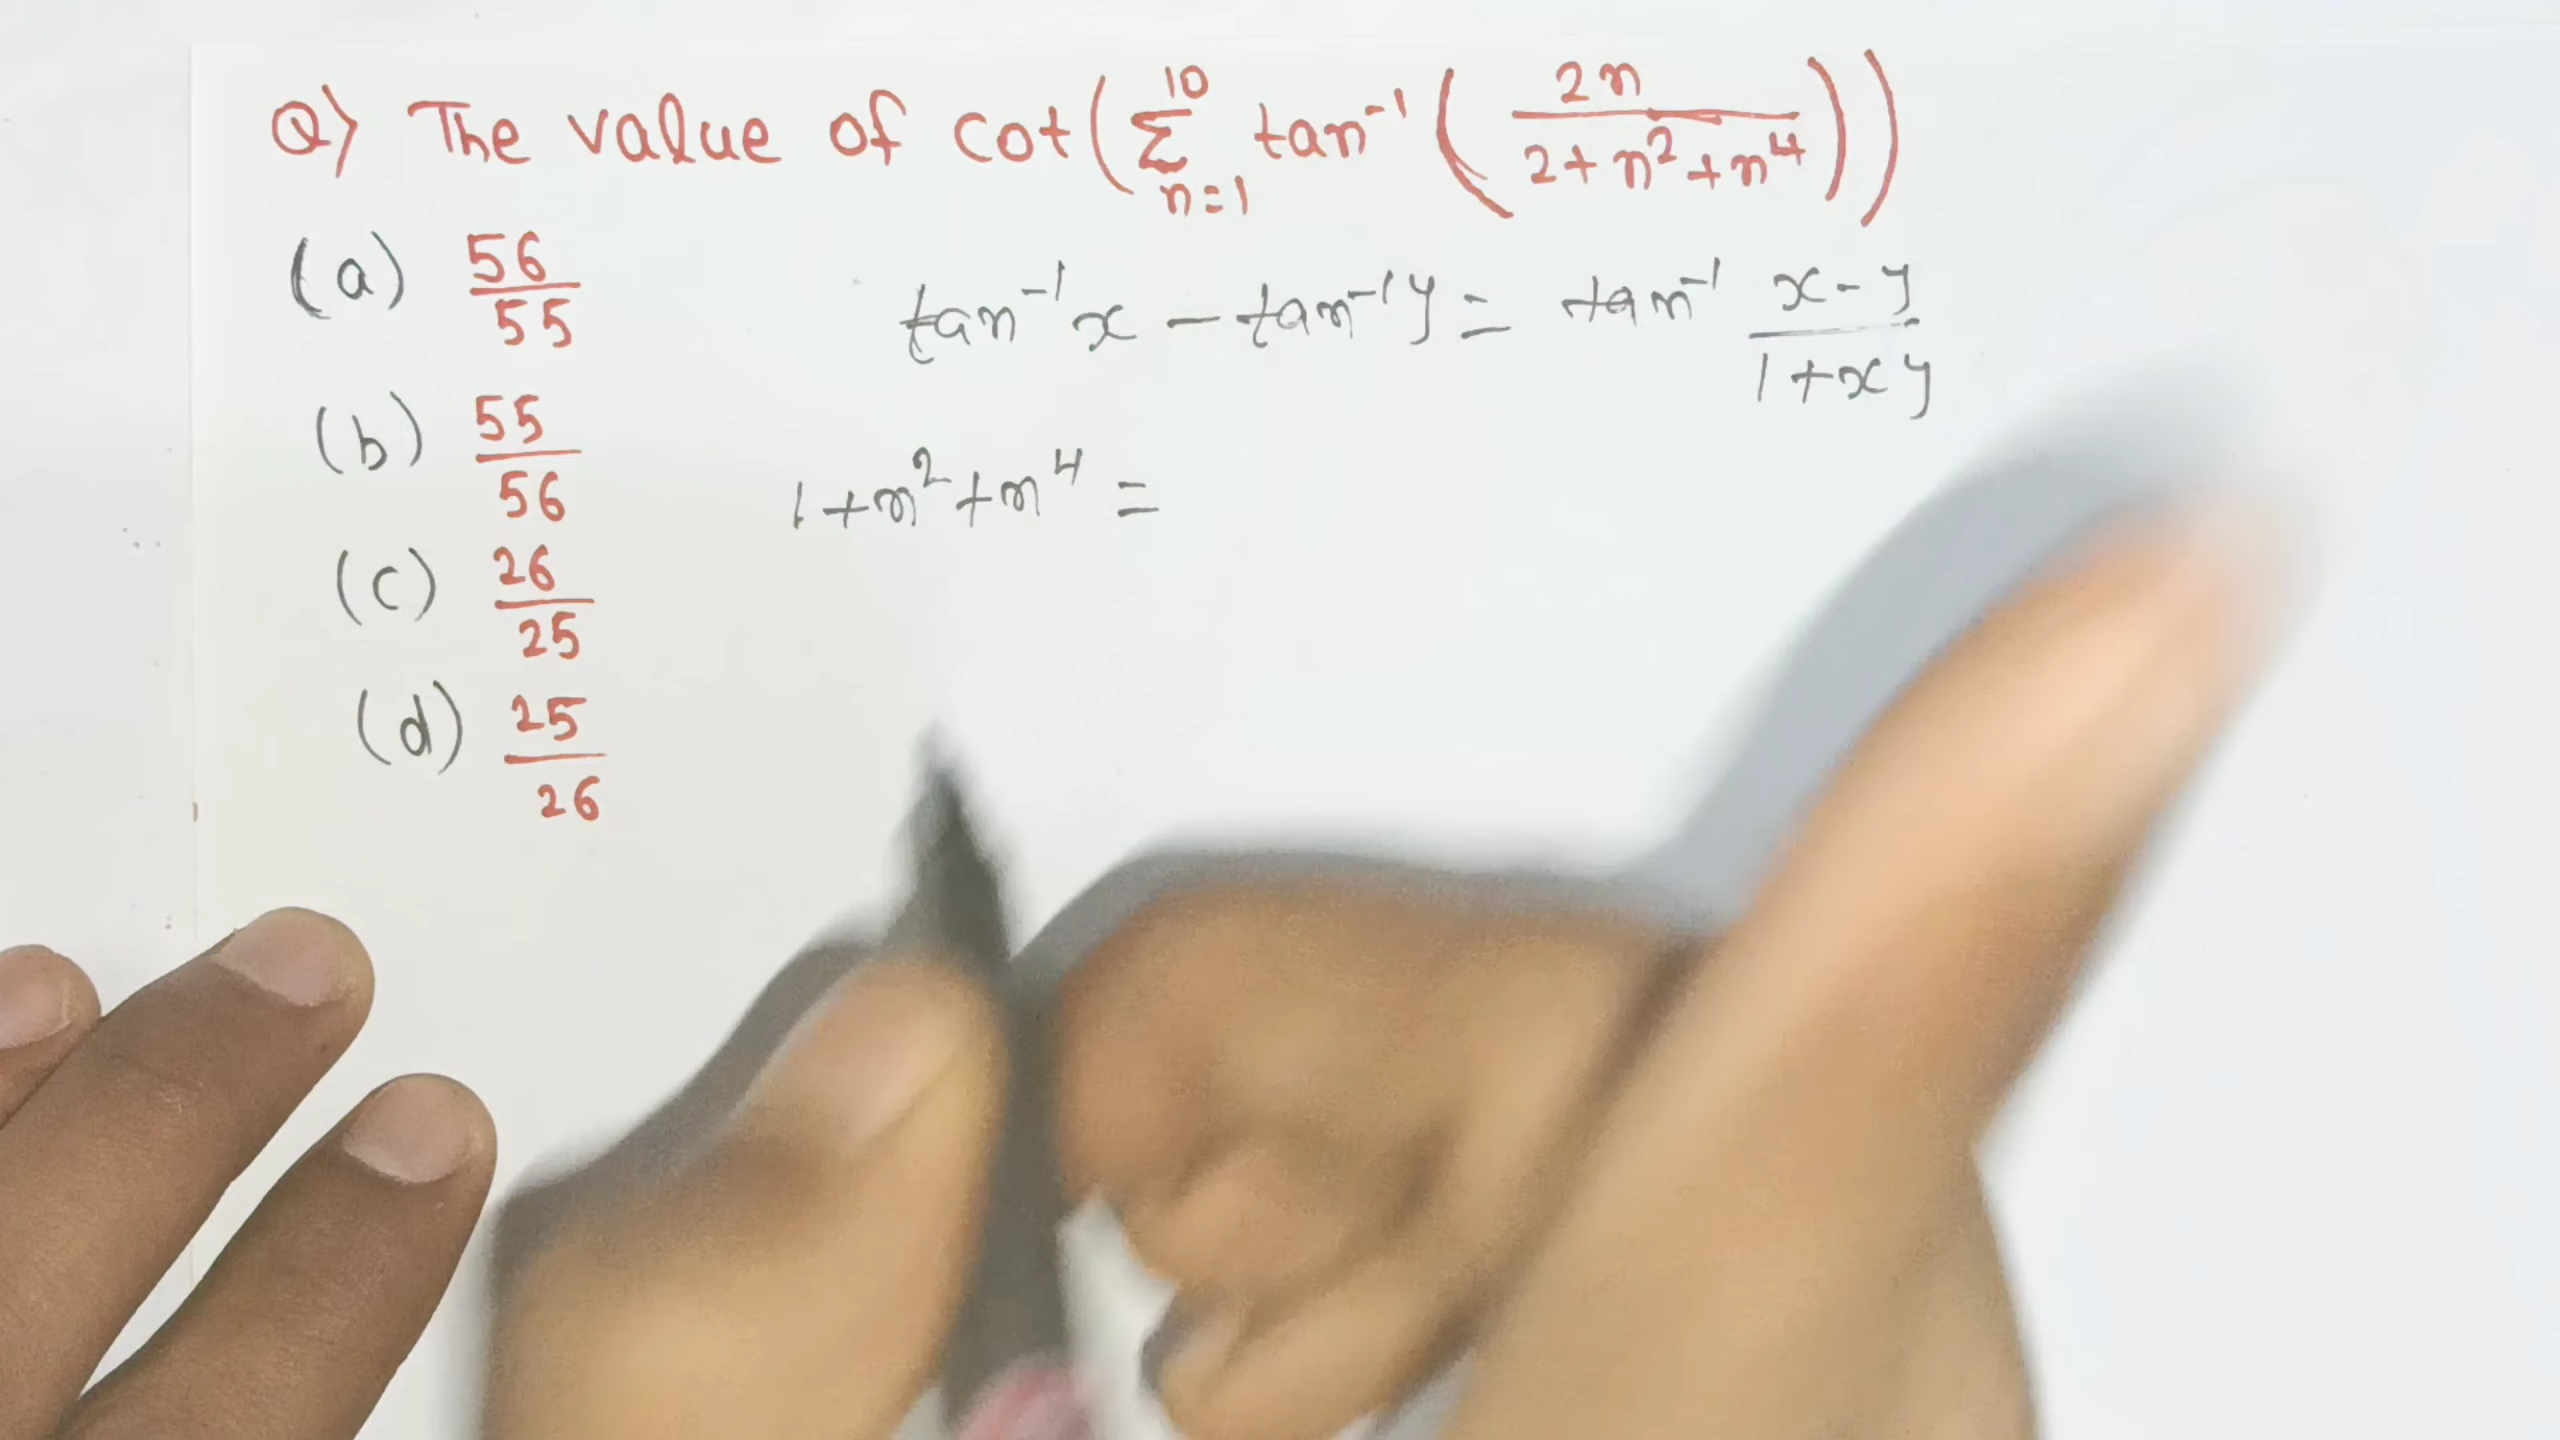 Q) The value of cot(∑_{n=1}^{10} tan⁻¹(2n/(2+n²+n⁴)))
(a) 56/55
tan⁻¹x - tan⁻¹y = tan⁻¹ (x-y)/(1+xy)
(b) 55/56
1+n²+n⁴ =
(c) 26/25
(d) 25/26